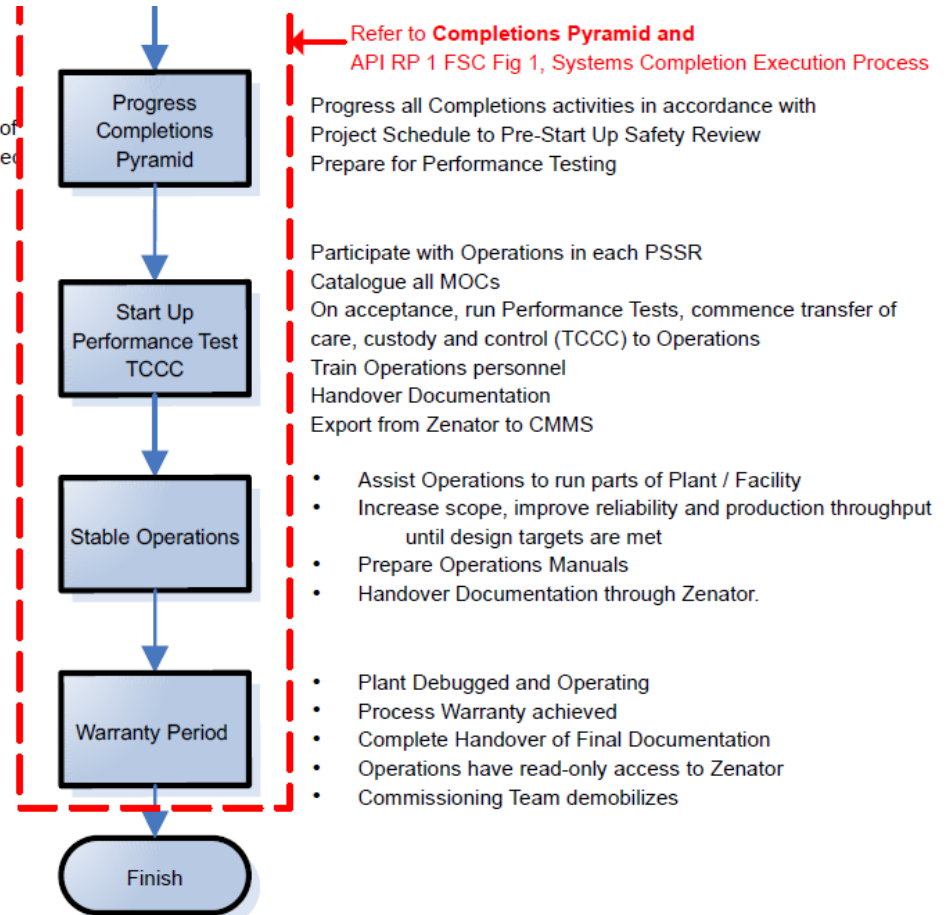 Refer to Completions Pyramid and
API RP 1 FSC Fig 1, Systems Completion Execution Process
of
Progress
Completions
Pyramid
Progress all Completions activities in accordance with
Project Schedule to Pre-Start Up Safety Review
Prepare for Performance Testing
Start Up
Performance Test
TCCC
Participate with Operations in each PSSR
Catalogue all MOCs
On acceptance, run Performance Tests, commence transfer of
care, custody and control (TCCC) to Operations
Train Operations personnel
Handover Documentation
Export from Zenator to CMMS
Stable Operations
• Assist Operations to run parts of Plant / Facility
• Increase scope, improve reliability and production throughput
until design targets are met
• Prepare Operations Manuals
• Handover Documentation through Zenator.
Warranty Period
• Plant Debugged and Operating
• Process Warranty achieved
• Complete Handover of Final Documentation
• Operations have read-only access to Zenator
• Commissioning Team demobilizes
Finish